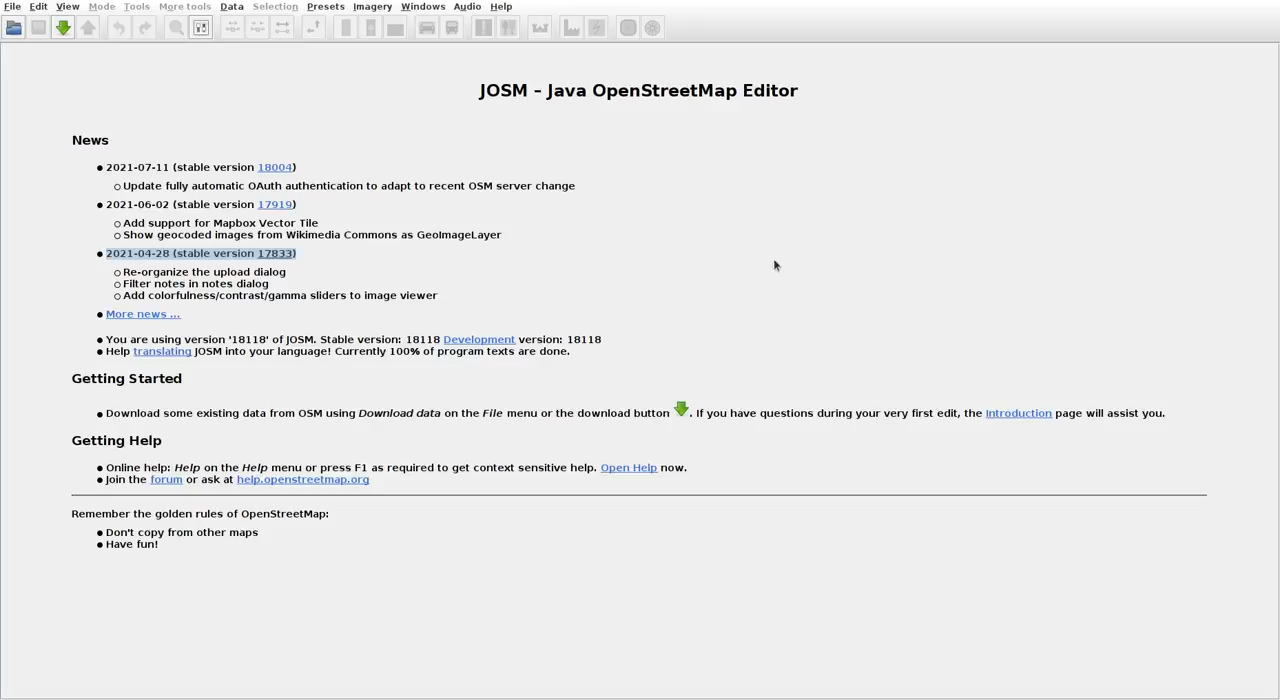 File Edit View Mode Tools More tools Data Selection Presets Imagery Windows Audio Help
JOSM – Java OpenStreetMap Editor
News
2021-07-11 (stable version 18004)
Update fully automatic OAuth authentication to adapt to recent OSM server change
2021-06-02 (stable version 17919)
Add support for Mapbox Vector Tile
Show geocoded images from Wikimedia Commons as GeoImageLayer
2021-04-28 (stable version 17833)
Re-organize the upload dialog
Filter notes in notes dialog
Add colorfulness/contrast/gamma sliders to image viewer
More news ...
You are using version '18118' of JOSM. Stable version: 18118 Development version: 18118
Help translating JOSM into your language! Currently 100% of program texts are done.
Getting Started
Download some existing data from OSM using Download data on the File menu or the download button . If you have questions during your very first edit, the Introduction page will assist you.
Getting Help
Online help: Help on the Help menu or press F1 as required to get context sensitive help. Open Help now.
Join the forum or ask at help.openstreetmap.org
Remember the golden rules of OpenStreetMap:
Don't copy from other maps
Have fun!